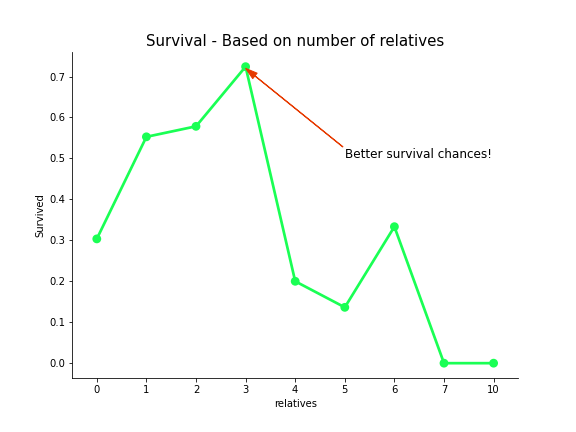 Survival - Based on number of relatives
0.7
0.6
Better survival chances!
0.5
0.4
Survived
0.3
0.2
0.1
0.0
0 1 2 3 4 5 6 7 10
relatives